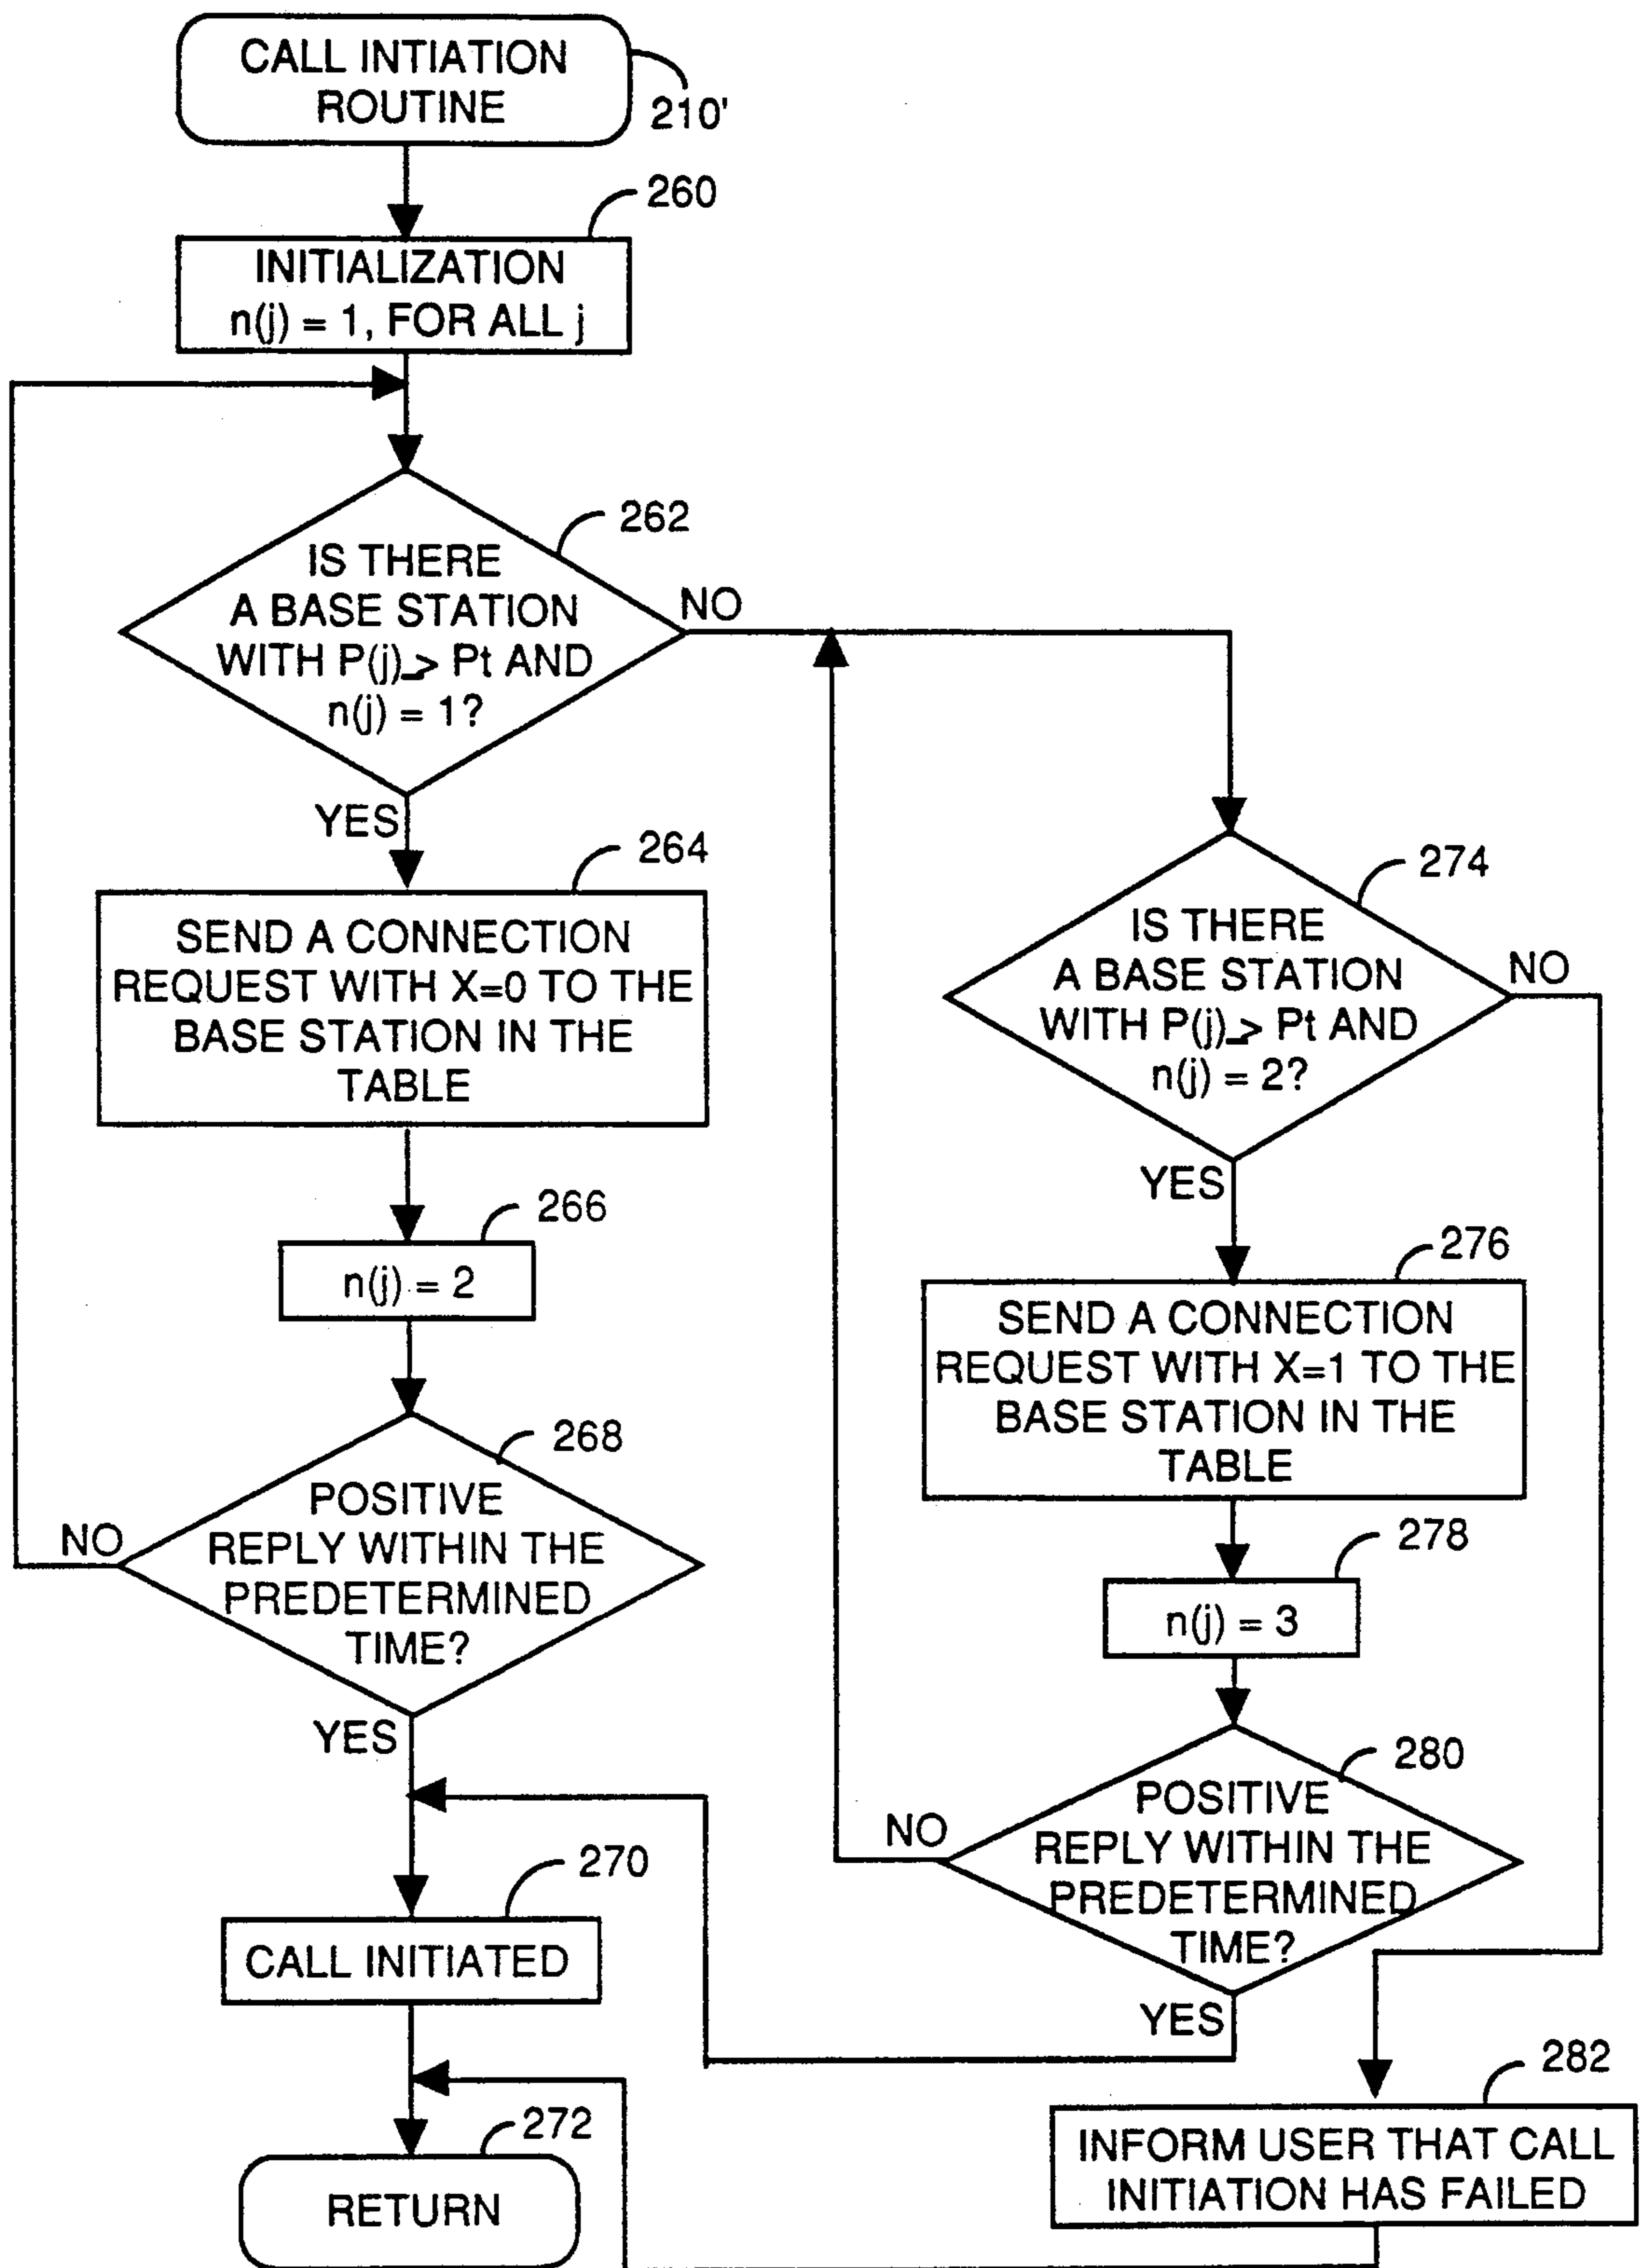 CALL INTIATION
ROUTINE
210'
260
INITIALIZATION
n(j) = 1, FOR ALL j
262
IS THERE
A BASE STATION
WITH P(j) ≥ Pt AND
n(j) = 1?
NO
YES
264
SEND A CONNECTION
REQUEST WITH X=0 TO THE
BASE STATION IN THE
TABLE
266
n(j) = 2
268
POSITIVE
REPLY WITHIN THE
PREDETERMINED
TIME?
NO
YES
270
CALL INITIATED
272
RETURN
274
IS THERE
A BASE STATION
WITH P(j) ≥ Pt AND
n(j) = 2?
NO
YES
276
SEND A CONNECTION
REQUEST WITH X=1 TO THE
BASE STATION IN THE
TABLE
278
n(j) = 3
280
POSITIVE
REPLY WITHIN THE
PREDETERMINED
TIME?
NO
YES
282
INFORM USER THAT CALL
INITIATION HAS FAILED